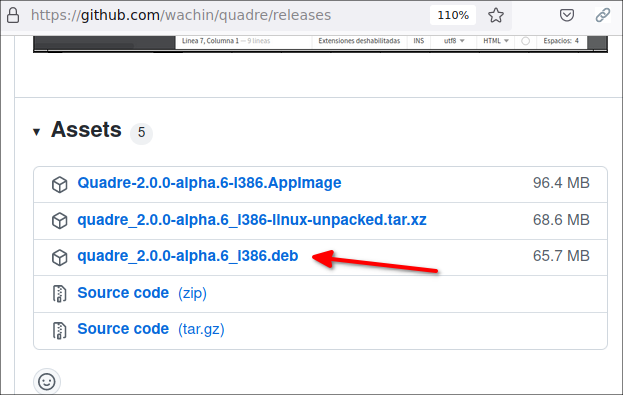 https://github.com/wachin/quadre/releases 110%
Línea 7, Columna 1 — 9 líneas Extensiones deshabilitadas INS utf8 HTML Espacios: 4
Assets 5
Quadre-2.0.0-alpha.6-I386.AppImage 96.4 MB
quadre_2.0.0-alpha.6_I386-linux-unpacked.tar.xz 68.6 MB
quadre_2.0.0-alpha.6_I386.deb 65.7 MB
Source code (zip)
Source code (tar.gz)